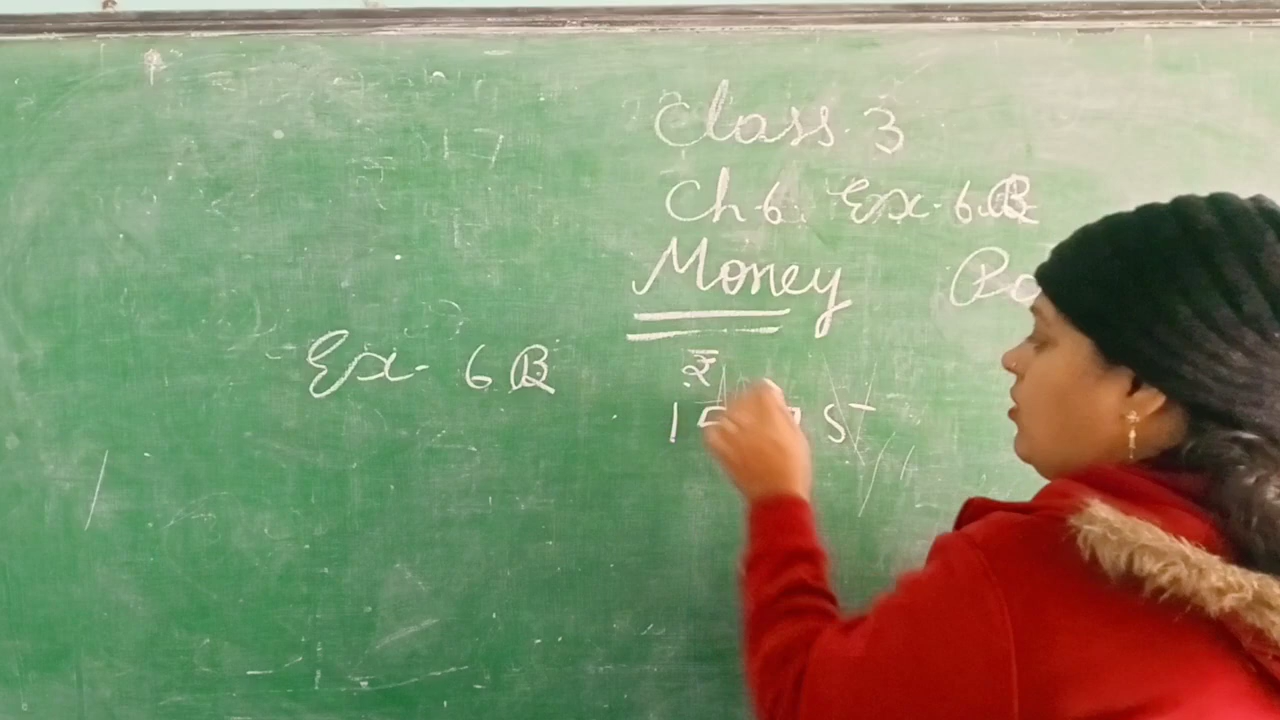 Class. 3
Ch-6 Ex. 6B
Money
Ex- 6B
₹